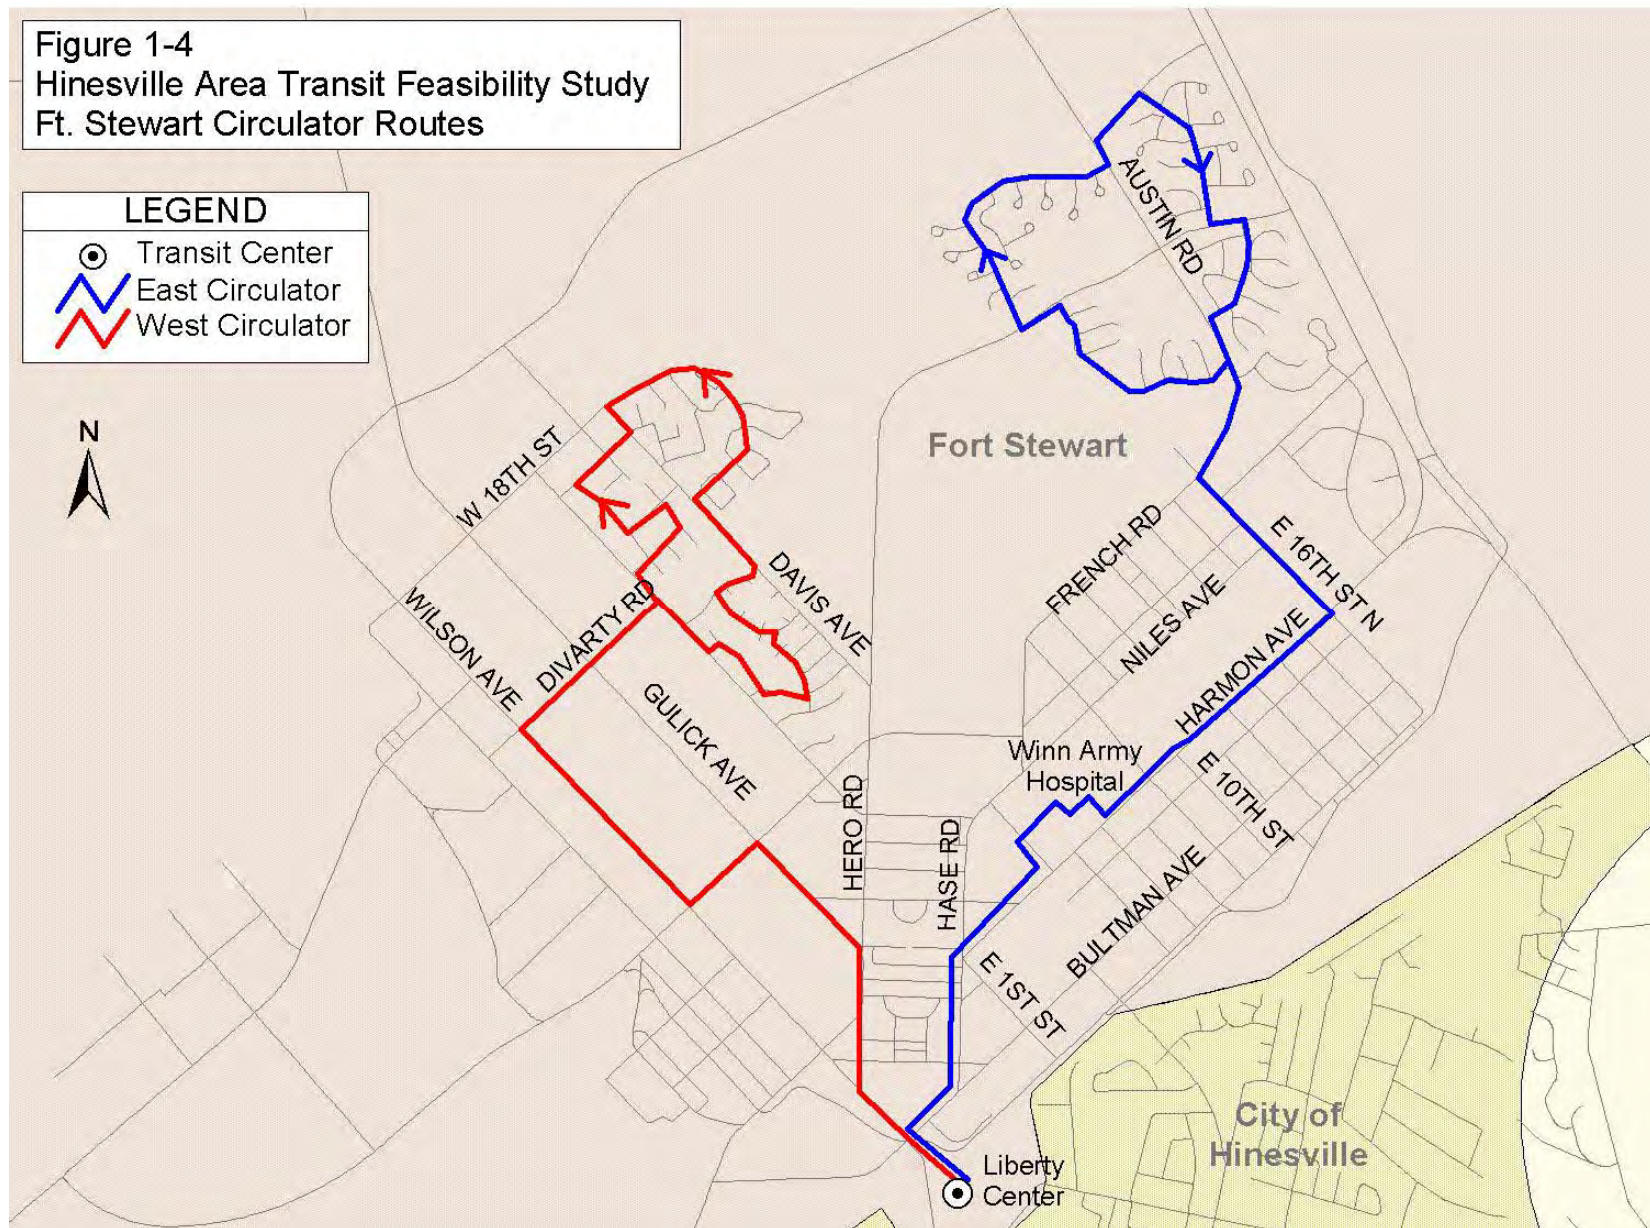 Figure 1-4
Hinesville Area Transit Feasibility Study
Ft. Stewart Circulator Routes
LEGEND
Transit Center
East Circulator
West Circulator
N
AUSTIN RD
Fort Stewart
W 18TH ST
FRENCH RD
E 16TH ST N
DAVIS AVE
NILES AVE
WILSON AVE
DIVARTY RD
HARMON AVE
GULICK AVE
Winn Army
Hospital
E 10TH ST
HERO RD
HASE RD
BULTMAN AVE
E 1ST ST
City of
Hinesville
Liberty
Center